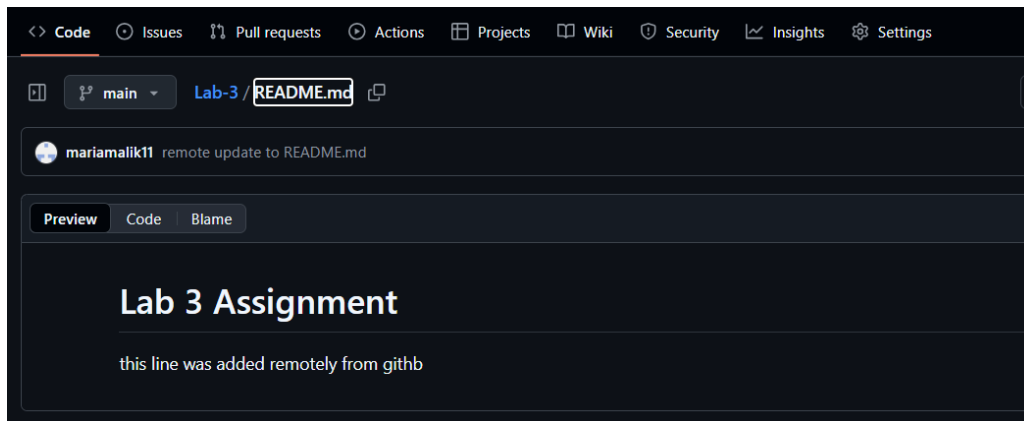 Code Issues Pull requests Actions Projects Wiki Security Insights Settings
main Lab-3 / README.md
mariamalik11 remote update to README.md
Preview Code Blame
Lab 3 Assignment
this line was added remotely from githb